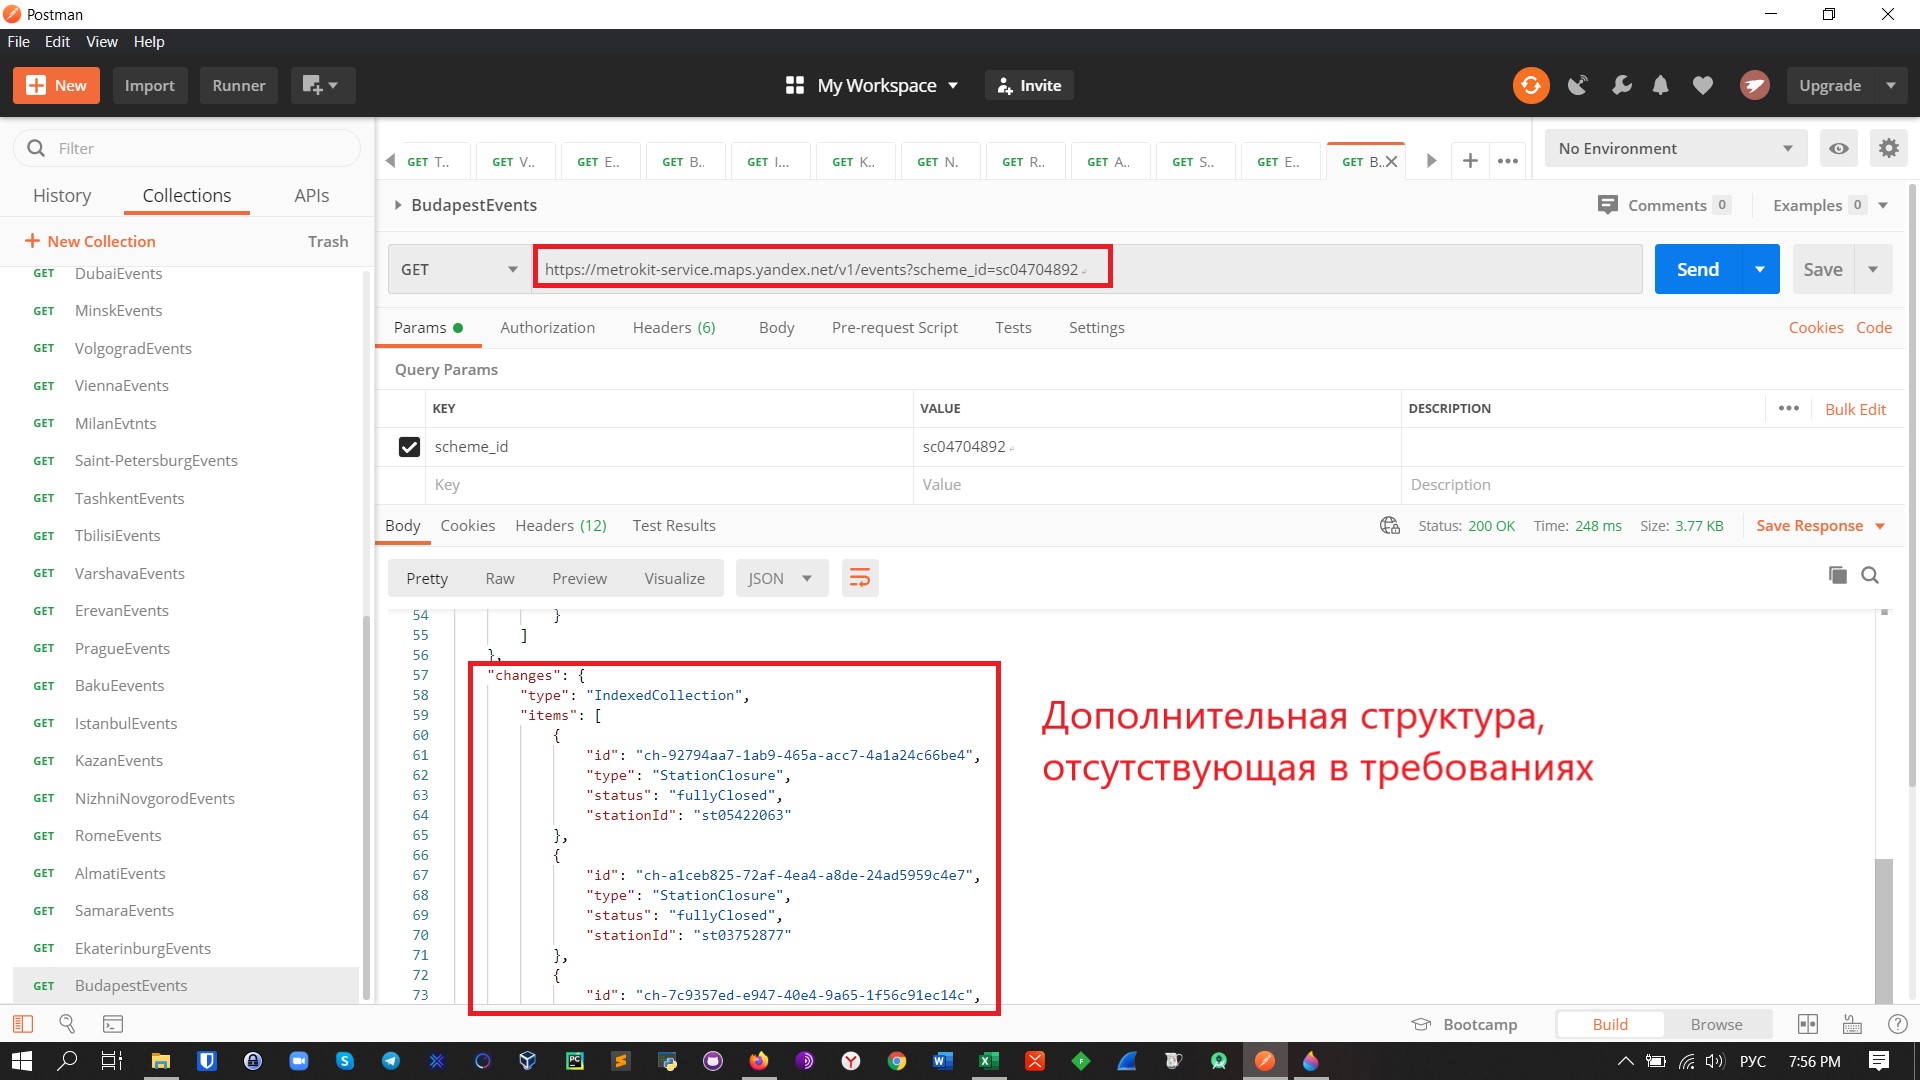 Postman
File Edit View Help
New Import Runner My Workspace Invite Upgrade
Filter
History Collections APIs
New Collection Trash
GET DubaiEvents
GET MinskEvents
GET VolgogradEvents
GET ViennaEvents
GET MilanEvtnts
GET Saint-PetersburgEvents
GET TashkentEvents
GET TbilisiEvents
GET VarshavaEvents
GET ErevanEvents
GET PragueEvents
GET BakuEevents
GET IstanbulEvents
GET KazanEvents
GET NizhniNovgorodEvents
GET RomeEvents
GET AlmatiEvents
GET SamaraEvents
GET EkaterinburgEvents
GET BudapestEvents
GET T.. GET V.. GET E.. GET B.. GET I... GET K.. GET N. GET R.. GET A.. GET S.. GET E.. GET B.. No Environment
BudapestEvents Comments 0 Examples 0
GET https://metrokit-service.maps.yandex.net/v1/events?scheme_id=sc04704892 Send Save
Params Authorization Headers (6) Body Pre-request Script Tests Settings Cookies Code
Query Params
KEY VALUE DESCRIPTION Bulk Edit
scheme_id sc04704892
Key Value Description
Body Cookies Headers (12) Test Results Status: 200 OK Time: 248 ms Size: 3.77 KB Save Response
Pretty Raw Preview Visualize JSON
54 }
55 ]
56 },
57 "changes": {
58 "type": "IndexedCollection",
59 "items": [
60 {
61 "id": "ch-92794aa7-1ab9-465a-acc7-4a1a24c66be4",
62 "type": "StationClosure",
63 "status": "fullyClosed",
64 "stationId": "st05422063"
65 },
66 {
67 "id": "ch-a1ceb825-72af-4ea4-a8de-24ad5959c4e7",
68 "type": "StationClosure",
69 "status": "fullyClosed",
70 "stationId": "st03752877"
71 },
72 {
73 "id": "ch-7c9357ed-e947-40e4-9a65-1f56c91ec14c",
Дополнительная структура,
отсутствующая в требованиях
Bootcamp Build Browse
РУС 7:56 PM